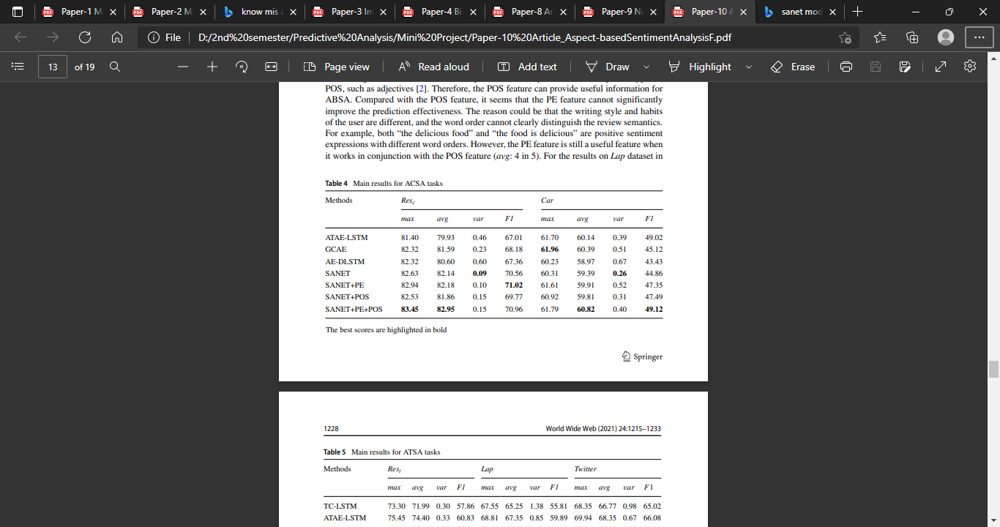 Paper-1 M
Paper-2 M
know mis a
Paper-3 Im
Paper-4 Bi
Paper-8 Ar
Paper-9 Ne
Paper-10 A
sanet mod
File
D:/2nd%20semester/Predictive%20Analysis/Mini%20Project/Paper-10%20Article_Aspect-basedSentimentAnalysisF.pdf
13 of 19 Page view Read aloud Add text Draw Highlight Erase
POS, such as adjectives [2]. Therefore, the POS feature can provide useful information for
ABSA. Compared with the POS feature, it seems that the PE feature cannot significantly
improve the prediction effectiveness. The reason could be that the writing style and habits
of the user are different, and the word order cannot clearly distinguish the review semantics.
For example, both “the delicious food” and “the food is delicious” are positive sentiment
expressions with different word orders. However, the PE feature is still a useful feature when
it works in conjunction with the POS feature (avg: 4 in 5). For the results on Lap dataset in
Table 4 Main results for ACSA tasks
Methods Resc Car
max avg var F1 max avg var F1
ATAE-LSTM 81.40 79.93 0.46 67.01 61.70 60.14 0.39 49.02
GCAE 82.32 81.59 0.23 68.18 61.96 60.39 0.51 45.12
AE-DLSTM 82.32 80.60 0.60 67.36 60.23 58.97 0.67 43.43
SANET 82.63 82.14 0.09 70.56 60.31 59.39 0.26 44.86
SANET+PE 82.94 82.18 0.10 71.02 61.61 59.91 0.52 47.35
SANET+POS 82.53 81.86 0.15 69.77 60.92 59.81 0.31 47.49
SANET+PE+POS 83.45 82.95 0.15 70.96 61.79 60.82 0.40 49.12
The best scores are highlighted in bold
Springer
1228 World Wide Web (2021) 24:1215–1233
Table 5 Main results for ATSA tasks
Methods Rest Lap Twitter
max avg var F1 max avg var F1 max avg var F1
TC-LSTM 73.30 71.99 0.30 57.86 67.55 65.25 1.38 55.81 68.35 66.77 0.98 65.02
ATAE-LSTM 75.45 74.40 0.33 60.83 68.81 67.35 0.85 59.89 69.94 68.35 0.67 66.08